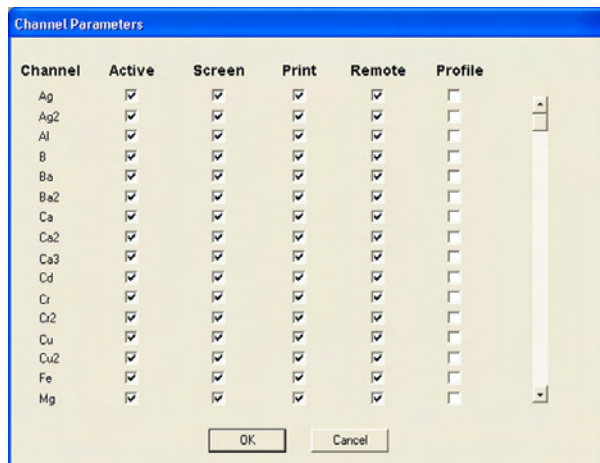 Channel Parameters
Channel Active Screen Print Remote Profile
Ag
Ag2
Al
B
Ba
Ba2
Ca
Ca2
Ca3
Cd
Cr
Cr2
Cu
Cu2
Fe
Mg
OK Cancel